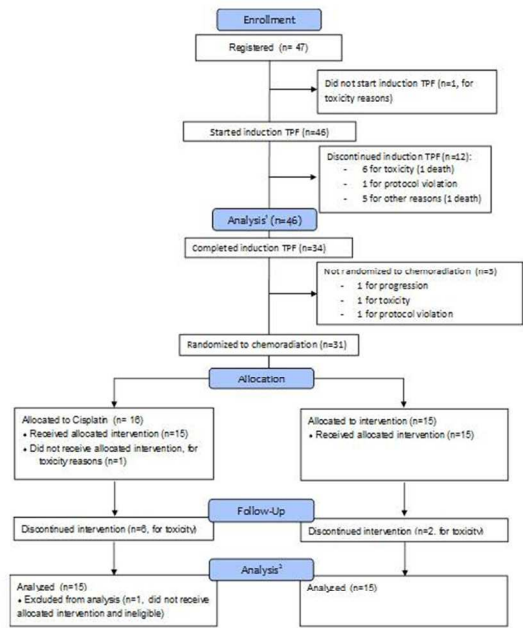 Enrollment
Registered (n= 47)
Did not start induction TPF (n=1, for
toxicity reasons)
Started induction TPF (n=46)
Discontinued induction TPF (n=12):
- 6 for toxicity (1 death)
- 1 for protocol violation
- 5 for other reasons (1 death)
Analysis¹ (n=46)
Completed induction TPF (n=34)
Not randomized to chemoradiation (n=3)
- 1 for progression
- 1 for toxicity
- 1 for protocol violation
Randomized to chemoradiation (n=31)
Allocation
Allocated to Cisplatin (n= 16)
• Received allocated intervention (n=15)
• Did not receive allocated intervention, for
toxicity reasons (n=1)
Allocated to intervention (n=15)
• Received allocated intervention (n=15)
Follow-Up
Discontinued intervention (n=6, for toxicity)
Discontinued intervention (n=2, for toxicity)
Analysis²
Analyzed (n=15)
• Excluded from analysis (n=1, did not receive
allocated intervention and ineligible)
Analyzed (n=15)